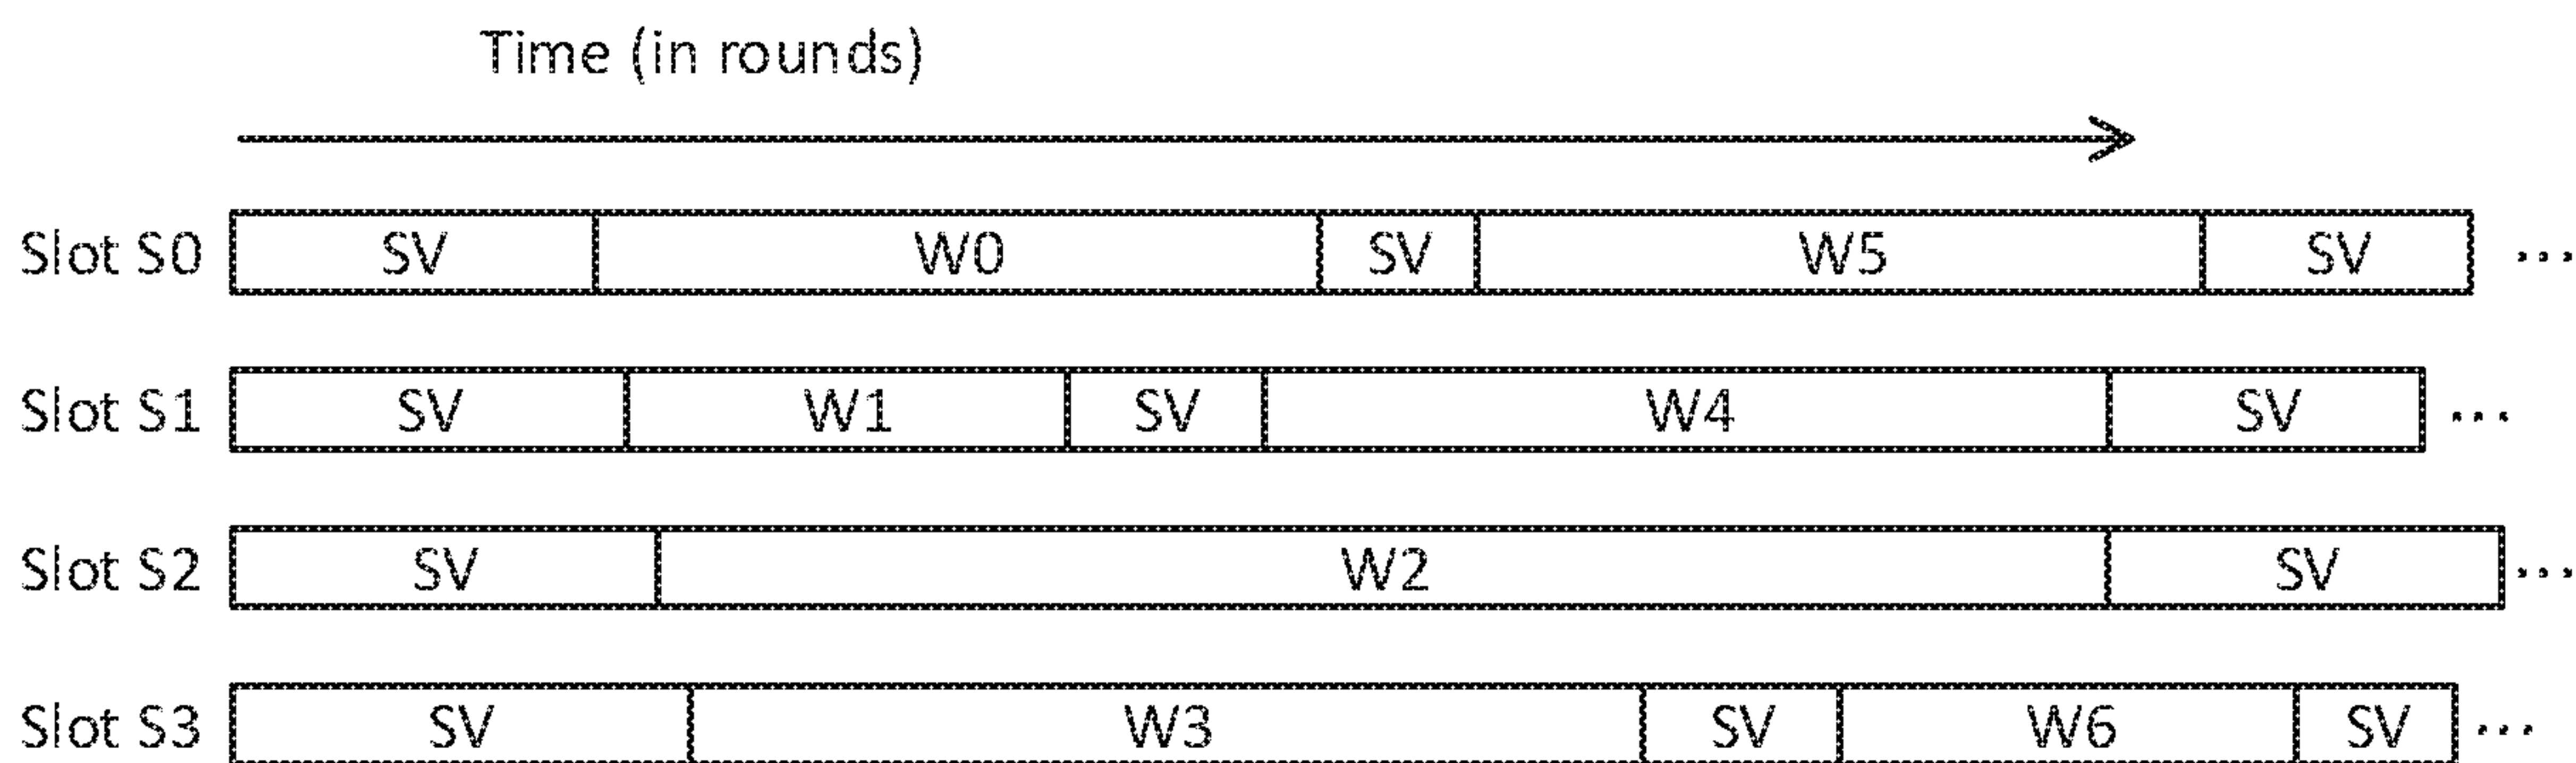 Time (in rounds)
Slot S0 SV W0 SV W5 SV ...
Slot S1 SV W1 SV W4 SV ...
Slot S2 SV W2 SV ...
Slot S3 SV W3 SV W6 SV ...